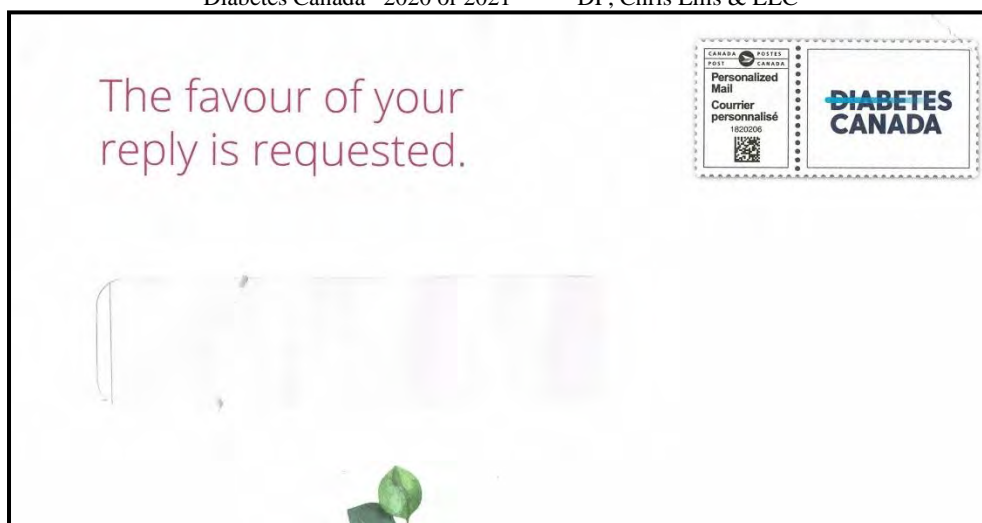 Diabetes Canada 2020 or 2021 DP, Chris Ellis & LLC
The favour of your
reply is requested.
CANADA POSTES
POST CANADA
Personalized
Mail
Courrier
personnalisé
1820206
DIABETES
CANADA